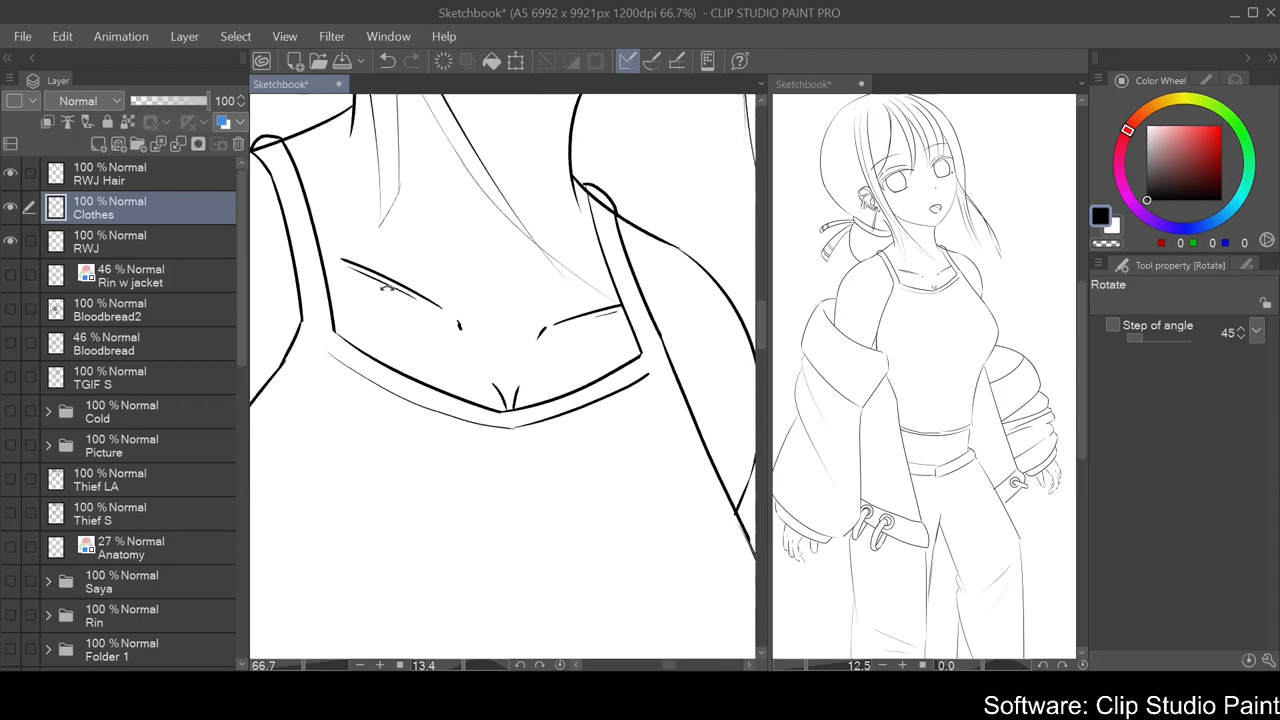 Sketchbook* (A5 6992 x 9921px 1200dpi 66.7%) - CLIP STUDIO PAINT PRO
File Edit Animation Layer Select View Filter Window Help
Layer
Sketchbook*
Sketchbook*
Color Wheel
Normal 100
100 %Normal
RWJ Hair
100 %Normal
Clothes
100 %Normal
RWJ
46 %Normal
Rin w jacket
100 %Normal
Bloodbread2
46 %Normal
Bloodbread
100 %Normal
TGIF S
100 %Normal
Cold
100 %Normal
Picture
100 %Normal
Thief LA
100 %Normal
Thief S
27 %Normal
Anatomy
100 %Normal
Saya
100 %Normal
Rin
100 %Normal
Folder 1
66.7 13.4
12.5 0.0
0 0 0
Tool property [Rotate]
Rotate
Step of angle
45
Software: Clip Studio Paint